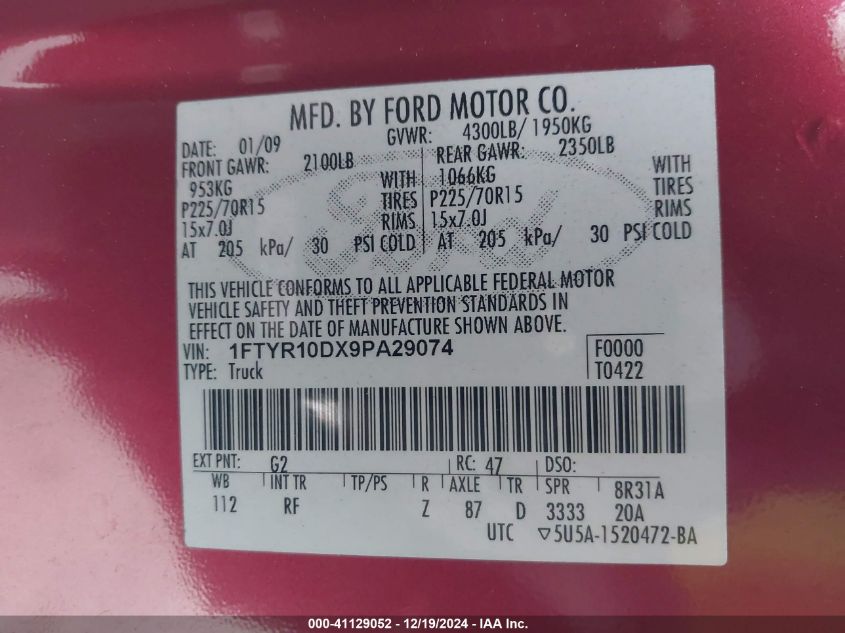 MFD. BY FORD MOTOR CO.
DATE: 01/09 GVWR: 4300LB/ 1950KG
FRONT GAWR: 2100LB REAR GAWR: 2350LB
953KG WITH 1066KG WITH
P225/70R15 TIRES P225/70R15 TIRES
15x7.0J RIMS 15x7.0J RIMS
AT 205 kPa/ 30 PSI COLD AT 205 kPa/ 30 PSI COLD
THIS VEHICLE CONFORMS TO ALL APPLICABLE FEDERAL MOTOR
VEHICLE SAFETY AND THEFT PREVENTION STANDARDS IN
EFFECT ON THE DATE OF MANUFACTURE SHOWN ABOVE.
VIN: 1FTYR10DX9PA29074 F0000
TYPE: Truck T0422
EXT PNT: G2 RC: 47 DSO:
WB INT TR TP/PS R AXLE TR SPR 8R31A
112 RF Z 87 D 3333 20A
UTC ▽5U5A-1520472-BA
000-41129052 - 12/19/2024 - IAA Inc.